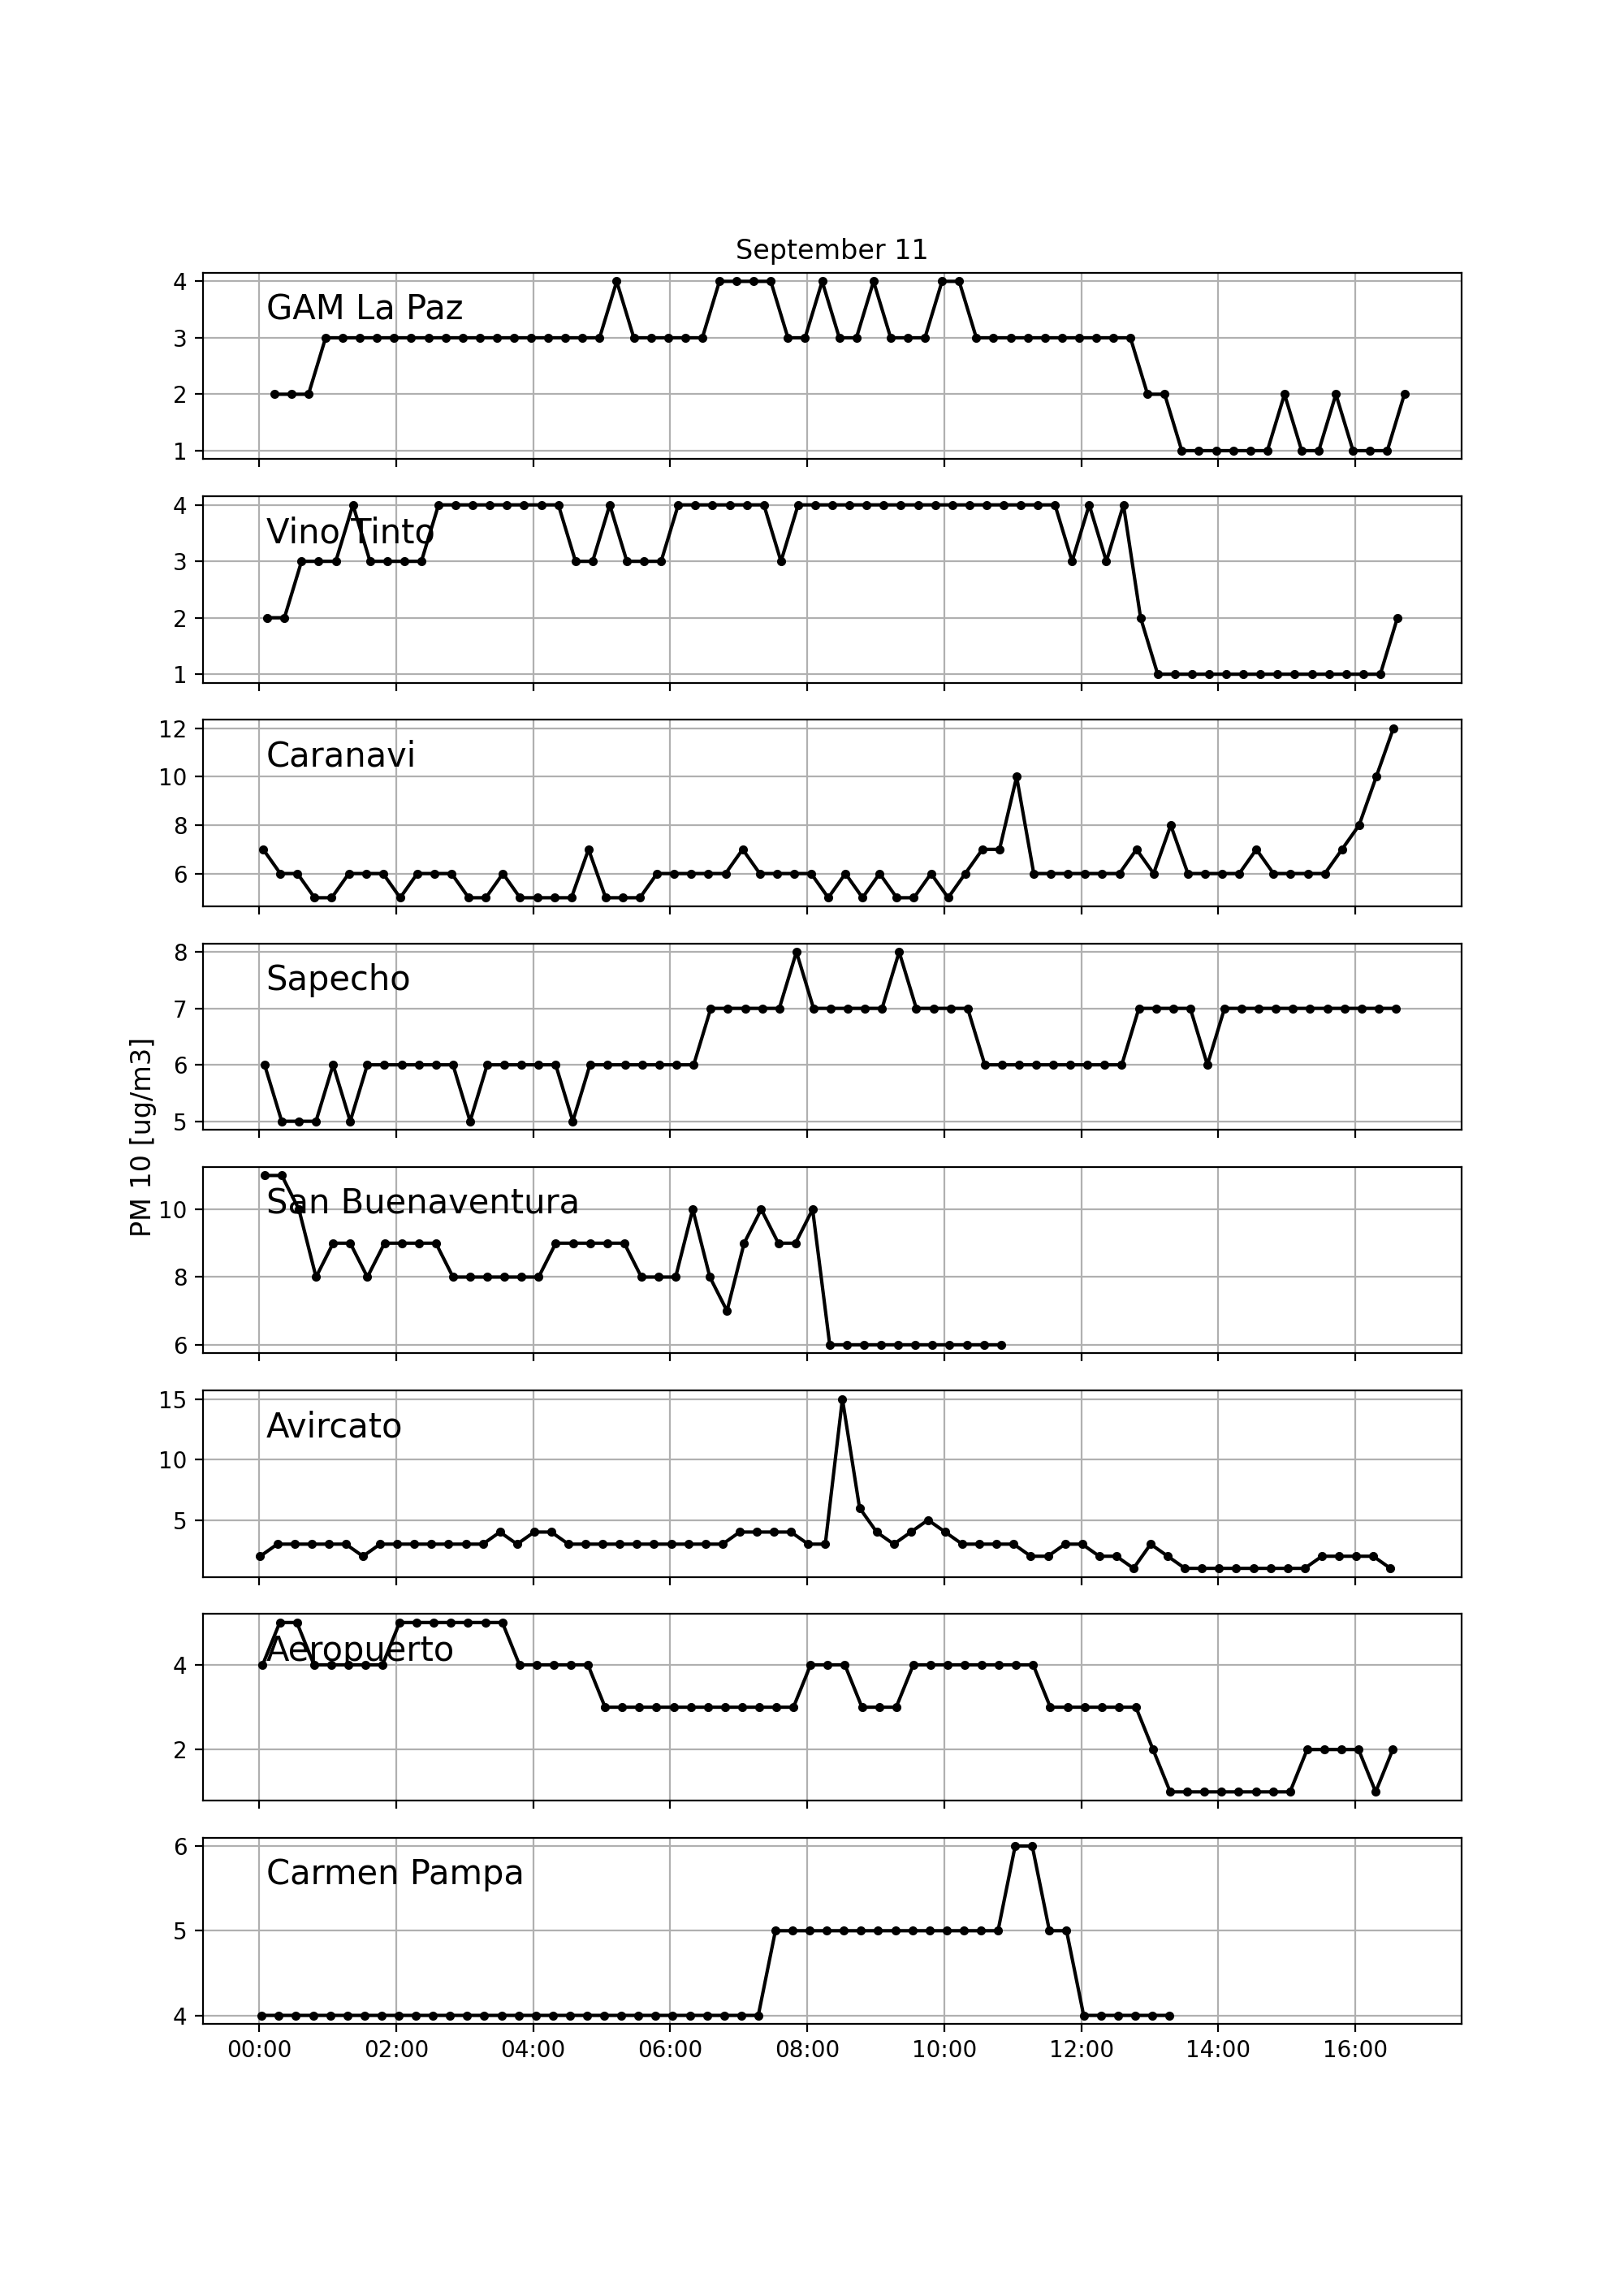 September 11
PM 10 [ug/m3]
GAM La Paz
4
3
2
1
Vino Tinto
4
3
2
1
Caranavi
12
10
8
6
Sapecho
8
7
6
5
San Buenaventura
10
8
6
Avircato
15
10
5
Aeropuerto
4
2
Carmen Pampa
6
5
4
00:00 02:00 04:00 06:00 08:00 10:00 12:00 14:00 16:00